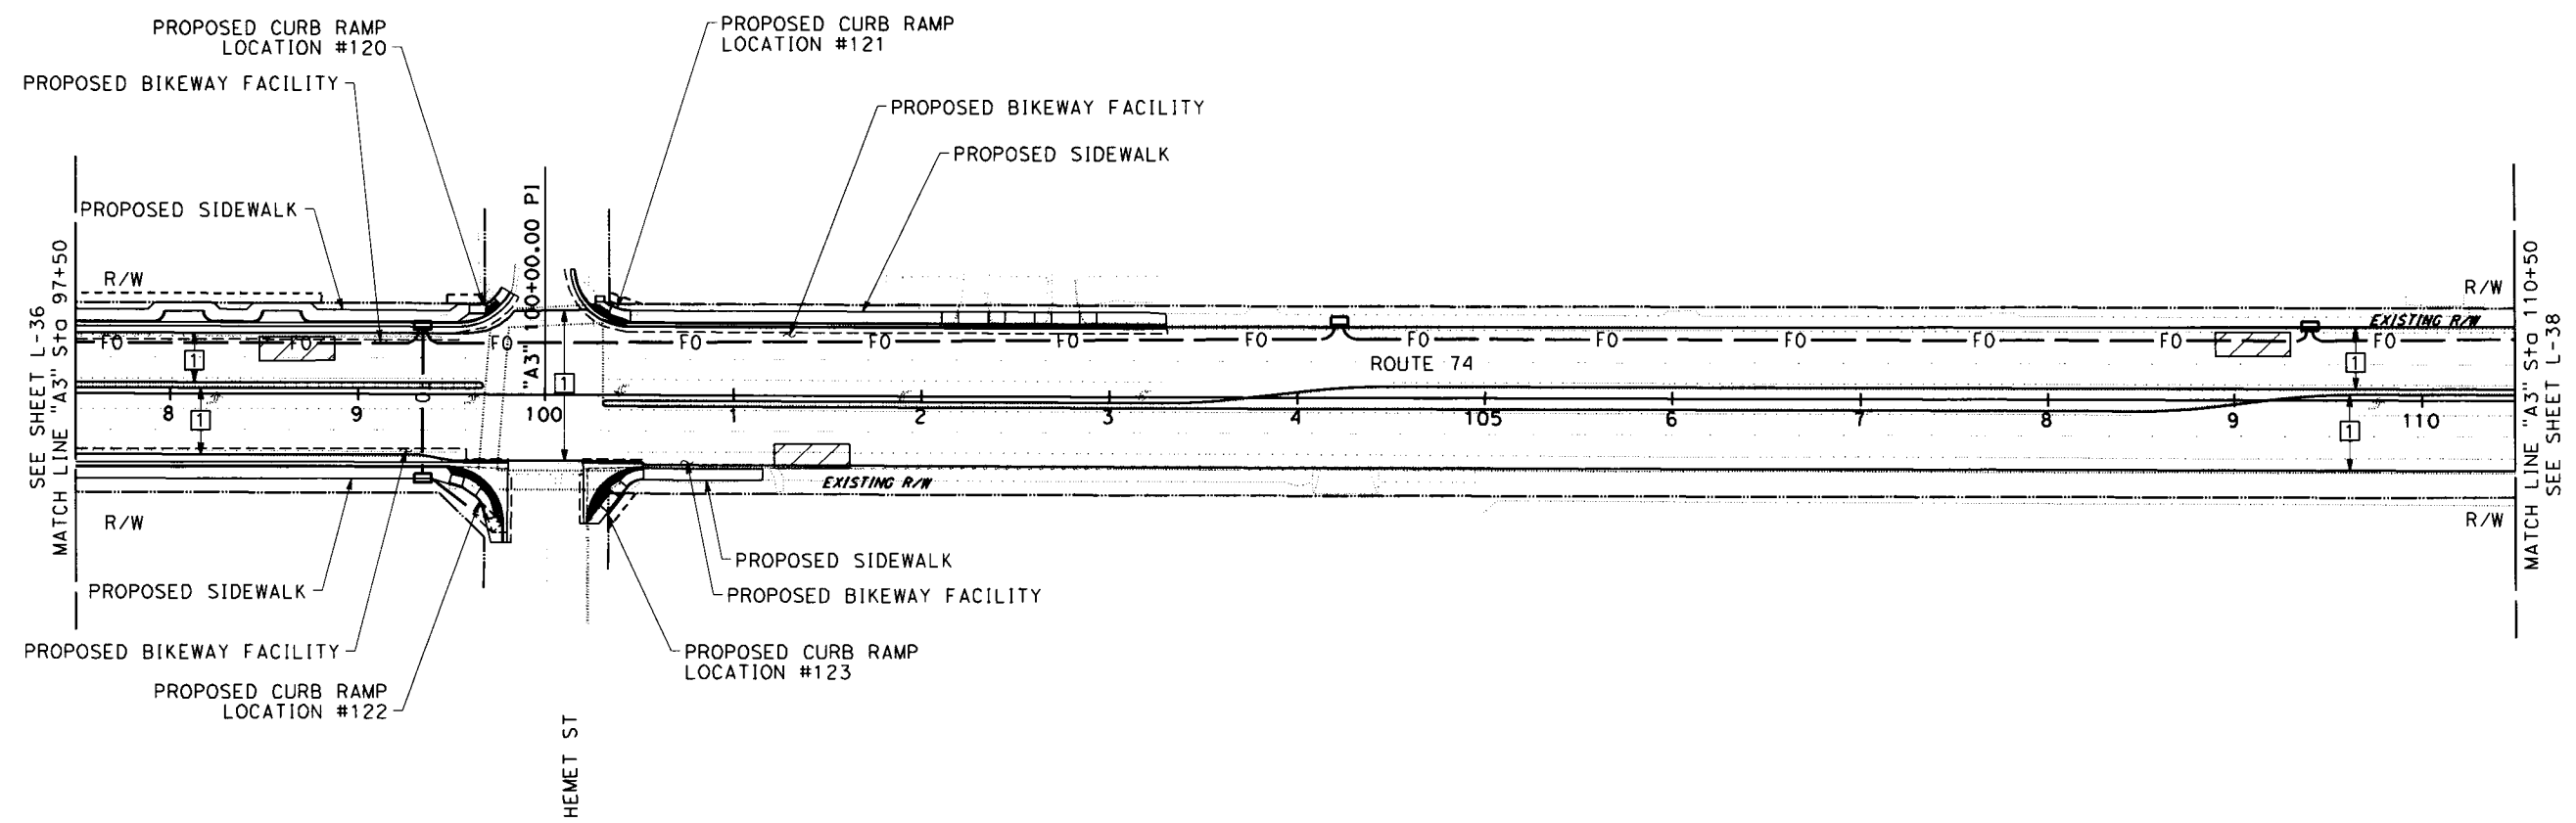 PROPOSED CURB RAMP
LOCATION #120
PROPOSED CURB RAMP
LOCATION #121
PROPOSED BIKEWAY FACILITY
PROPOSED BIKEWAY FACILITY
PROPOSED SIDEWALK
PROPOSED SIDEWALK
SEE SHEET L-36
MATCH LINE "A3" Sta 97+50
"A3" 100+00.00 PI
MATCH LINE "A3" Sta 110+50
SEE SHEET L-38
R/W
R/W
EXISTING R/W
FO FO FO FO FO FO FO FO FO FO FO FO FO
ROUTE 74
1 1 1 1 1
8 9 100 1 2 3 4 105 6 7 8 9 110
EXISTING R/W
R/W
R/W
PROPOSED SIDEWALK
PROPOSED SIDEWALK
PROPOSED BIKEWAY FACILITY
PROPOSED BIKEWAY FACILITY
PROPOSED CURB RAMP
LOCATION #123
PROPOSED CURB RAMP
LOCATION #122
HEMET ST